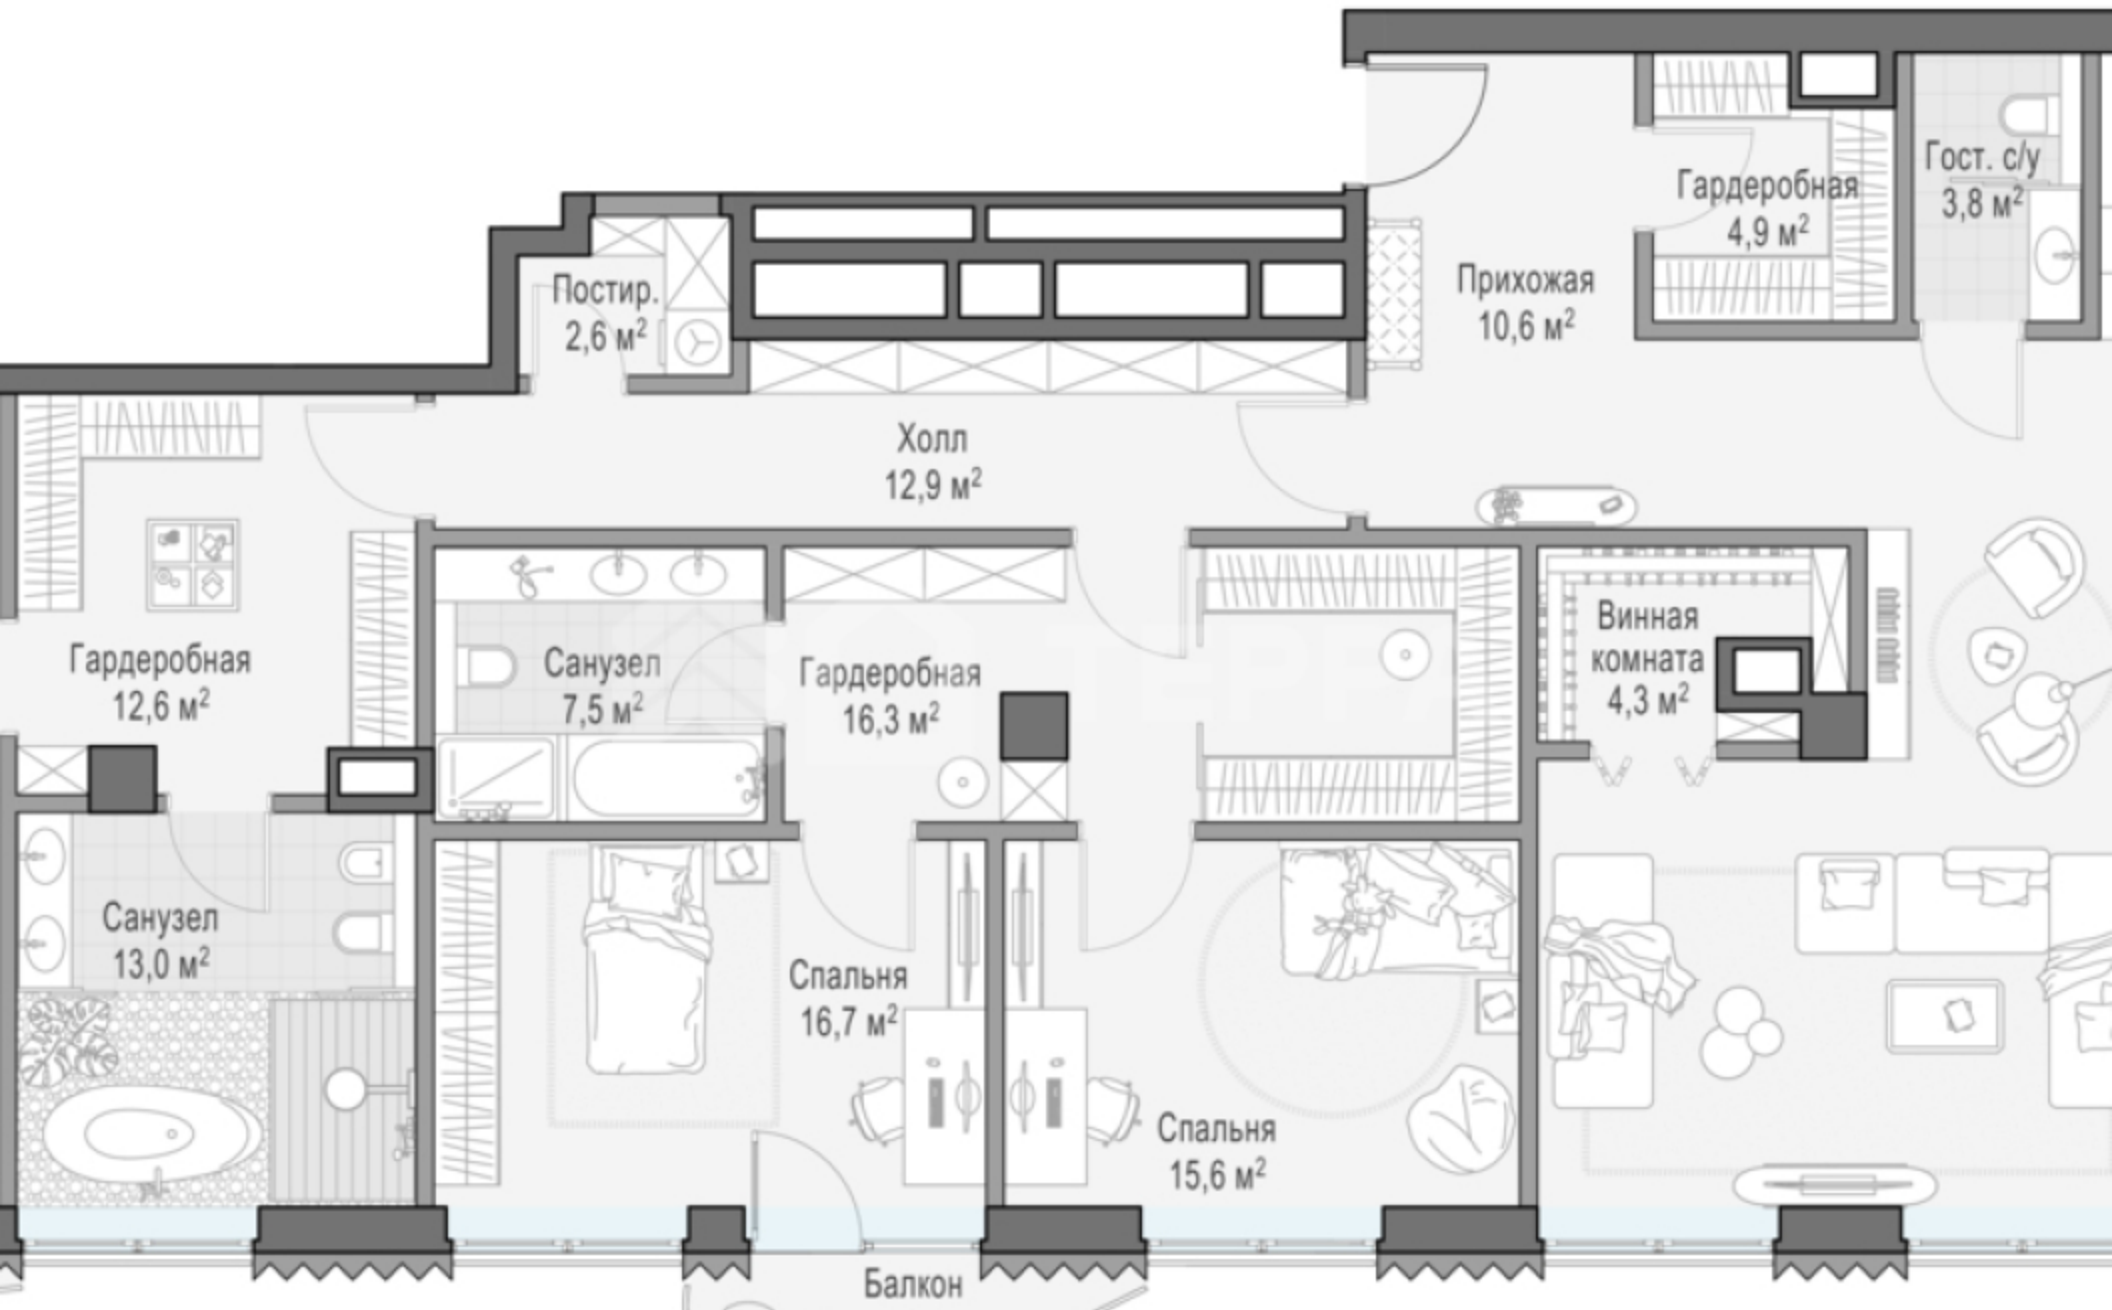 Гост. с/у
3,8 м²
Гардеробная
4,9 м²
Прихожая
10,6 м²
Постир.
2,6 м²
Холл
12,9 м²
Гардеробная
12,6 м²
Санузел
7,5 м²
Гардеробная
16,3 м²
Винная
комната
4,3 м²
Санузел
13,0 м²
Спальня
16,7 м²
Спальня
15,6 м²
Балкон